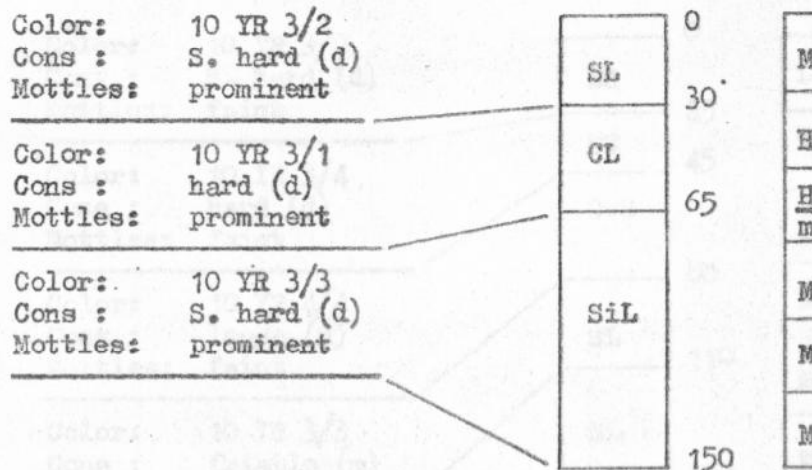 Color: 10 YR 3/2
Cons : S. hard (d)
Mottles: prominent
Color: 10 YR 3/1
Cons : hard (d)
Mottles: prominent
Color: 10 YR 3/3
Cons : S. hard (d)
Mottles: prominent
0
SL
30
CL
65
SiL
150
M
H
H
m
M
M
M